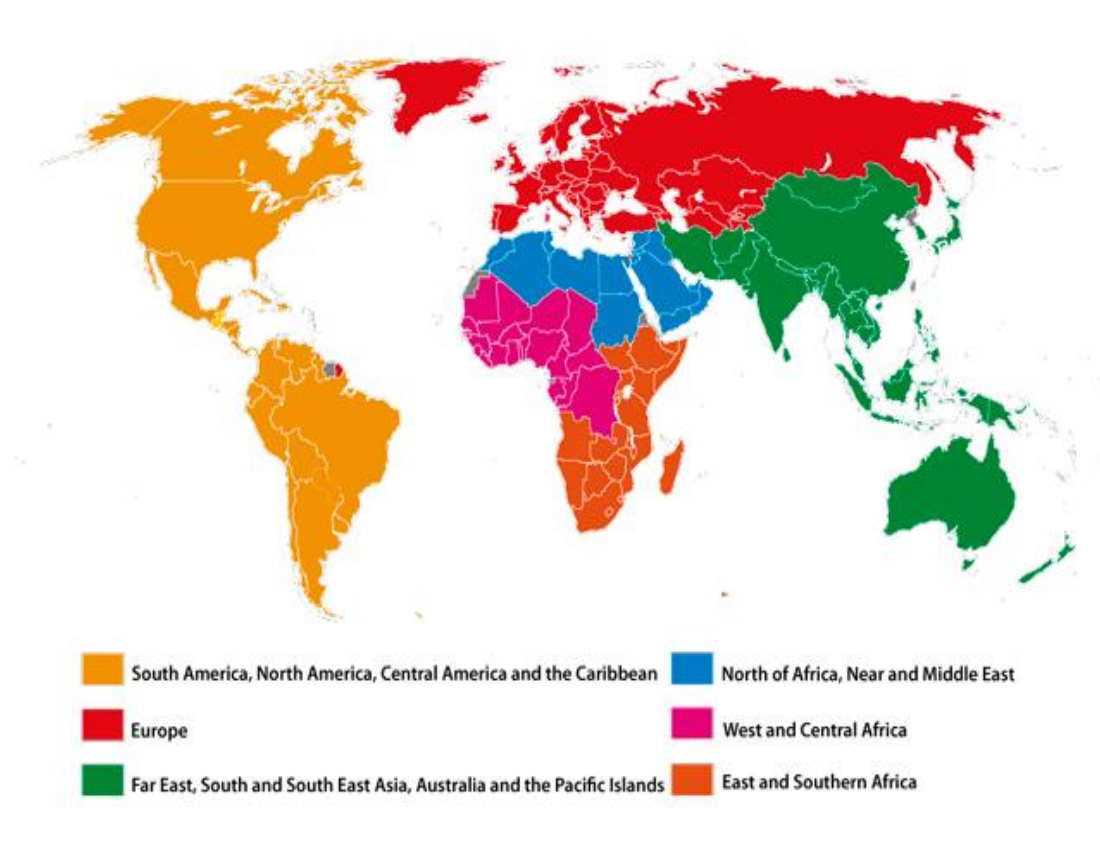 South America, North America, Central America and the Caribbean
Europe
Far East, South and South East Asia, Australia and the Pacific Islands
North of Africa, Near and Middle East
West and Central Africa
East and Southern Africa